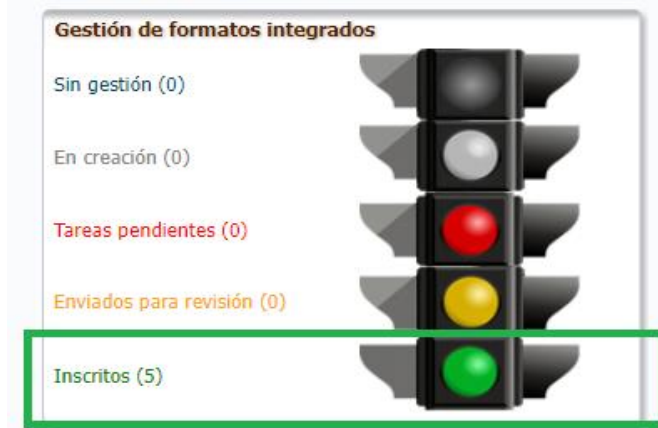 Gestión de formatos integrados
Sin gestión (0)
En creación (0)
Tareas pendientes (0)
Enviados para revisión (0)
Inscritos (5)